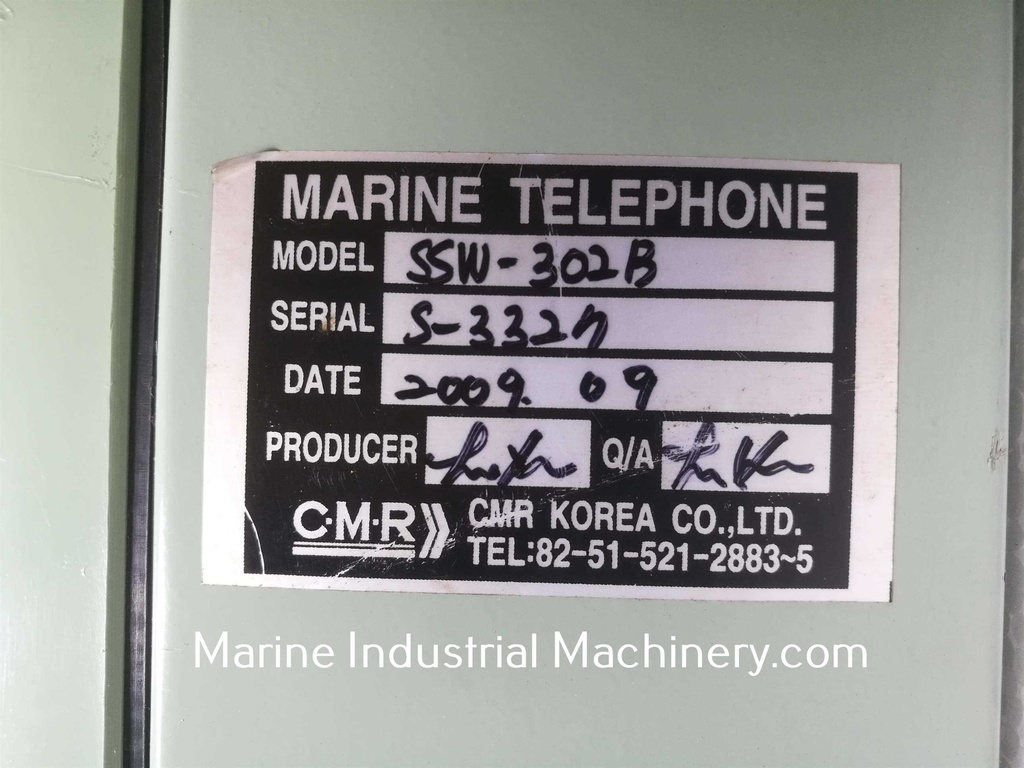 MARINE TELEPHONE
MODEL SSW-302B
SERIAL S-3327
DATE 2009. 09
PRODUCER Q/A
C·M·R CMR KOREA CO.,LTD.
TEL:82-51-521-2883~5
Marine Industrial Machinery.com